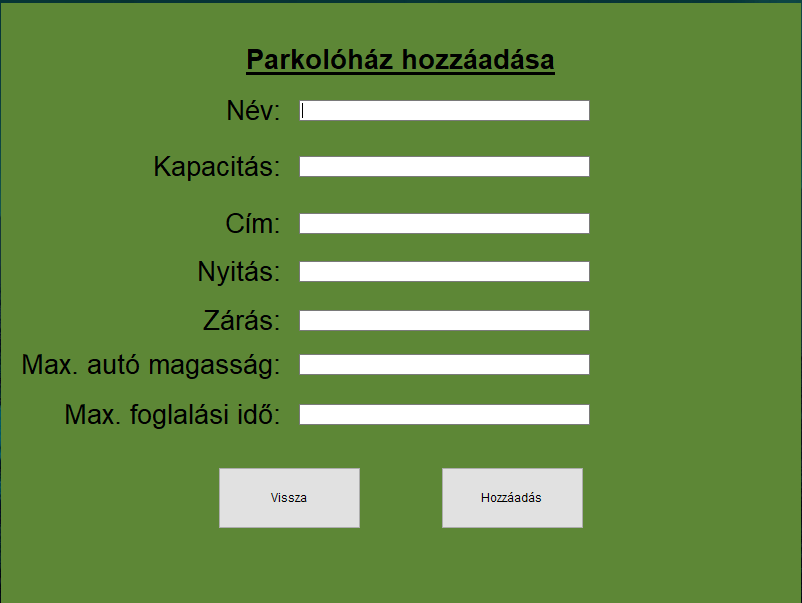 Parkolóház hozzáadása
Név:
Kapacitás:
Cím:
Nyitás:
Zárás:
Max. autó magasság:
Max. foglalási idő:
Vissza Hozzáadás